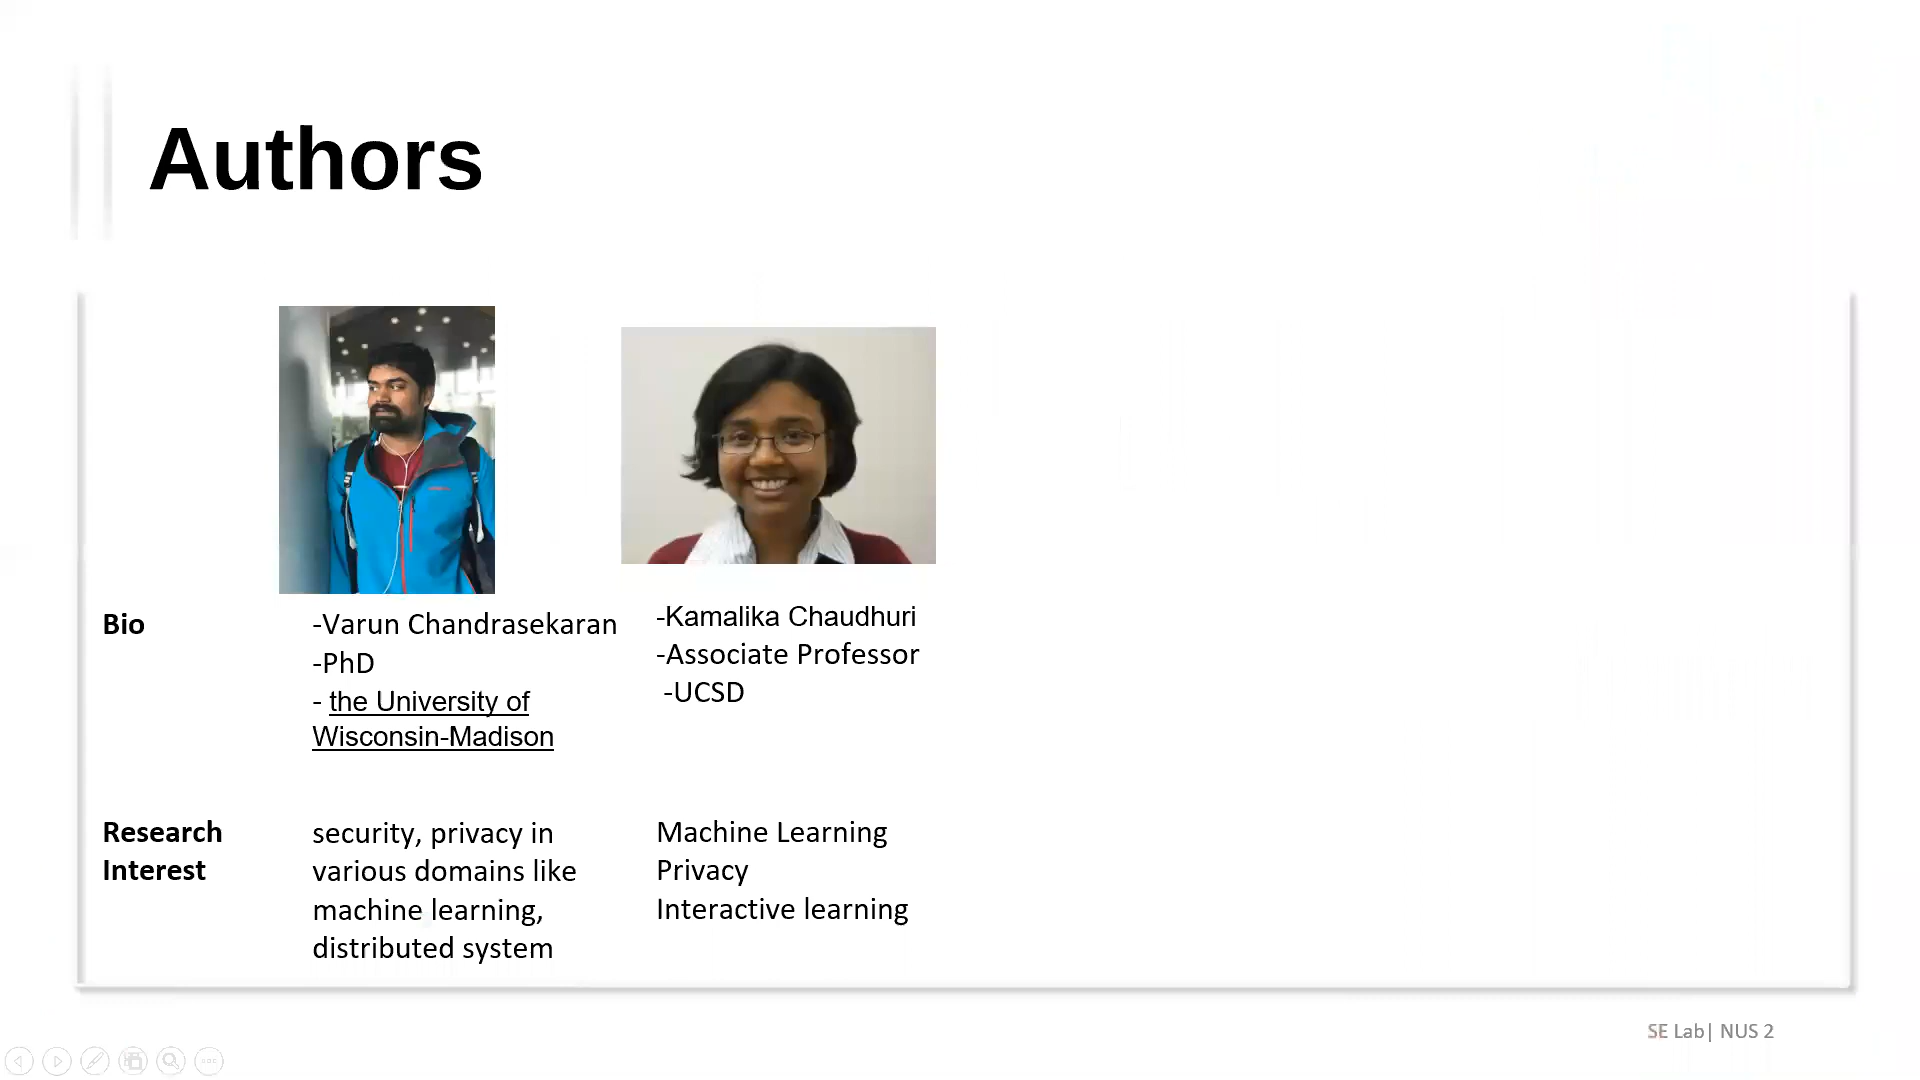 Authors
Bio
-Varun Chandrasekaran
-PhD
- the University of
Wisconsin-Madison
-Kamalika Chaudhuri
-Associate Professor
-UCSD
Research
Interest
security, privacy in
various domains like
machine learning,
distributed system
Machine Learning
Privacy
Interactive learning
SE Lab| NUS 2